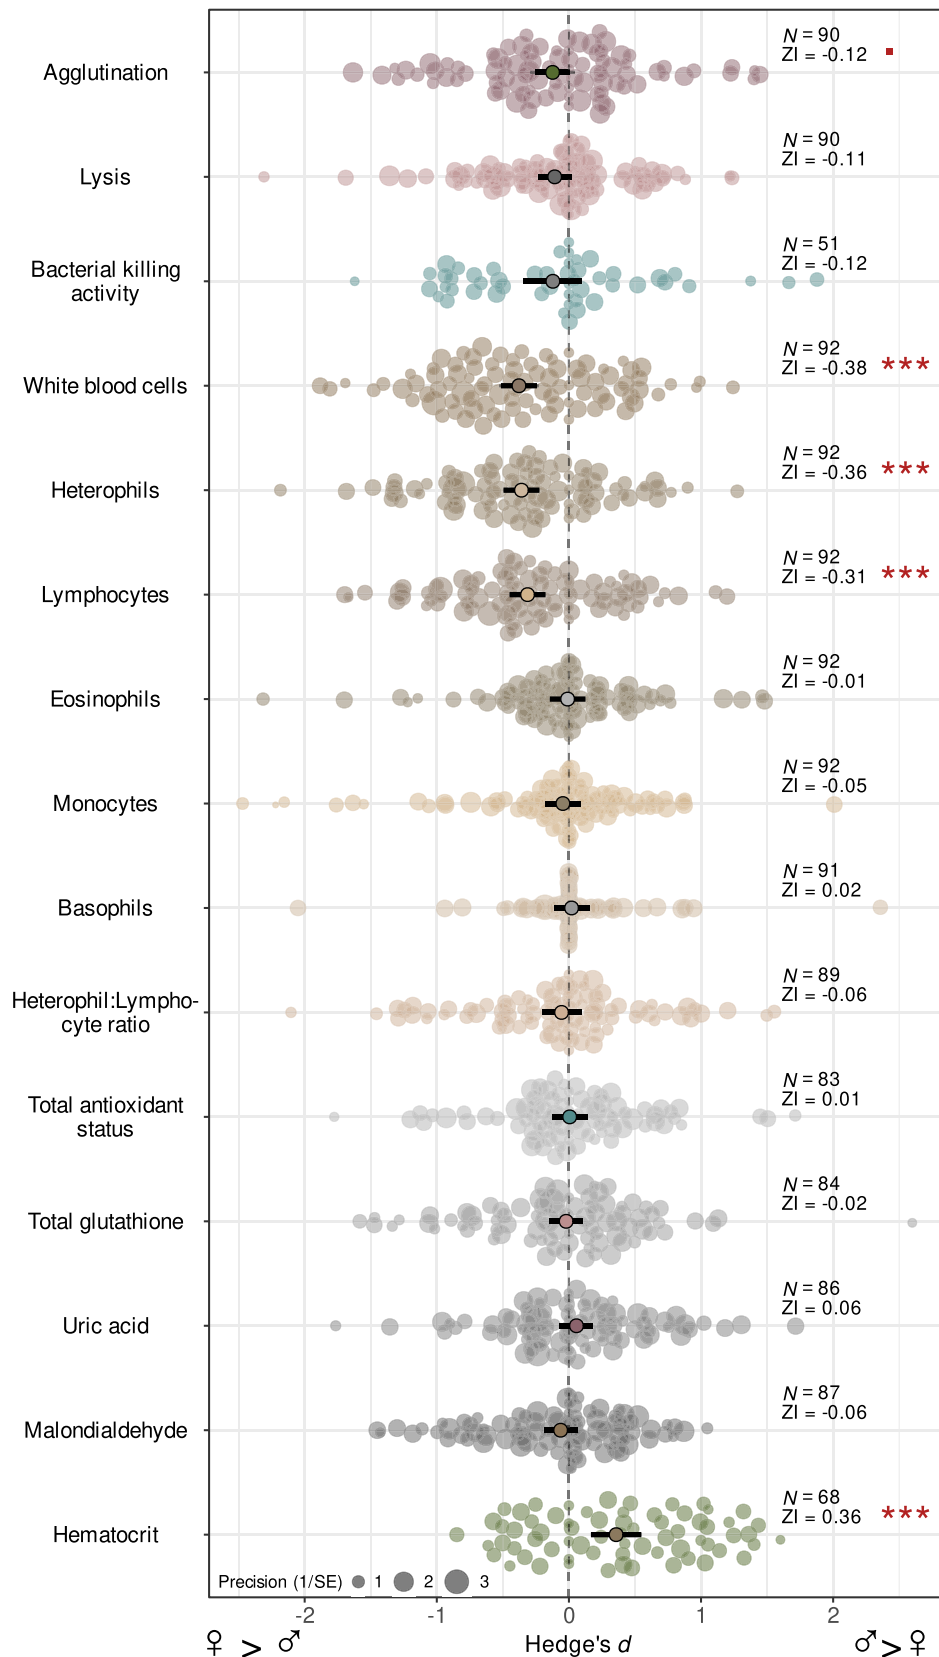 N = 90
ZI = -0.12
Agglutination
N = 90
ZI = -0.11
Lysis
N = 51
ZI = -0.12
Bacterial killing
activity
N = 92
ZI = -0.38 ***
White blood cells
N = 92
ZI = -0.36 ***
Heterophils
N = 92
ZI = -0.31 ***
Lymphocytes
N = 92
ZI = -0.01
Eosinophils
N = 92
ZI = -0.05
Monocytes
N = 91
ZI = 0.02
Basophils
N = 89
ZI = -0.06
Heterophil:Lympho-
cyte ratio
N = 83
ZI = 0.01
Total antioxidant
status
N = 84
ZI = -0.02
Total glutathione
N = 86
ZI = 0.06
Uric acid
N = 87
ZI = -0.06
Malondialdehyde
N = 68
ZI = 0.36 ***
Hematocrit
Precision (1/SE) 1 2 3
-2 -1 0 1 2
♀ > ♂ Hedge's d ♂ > ♀